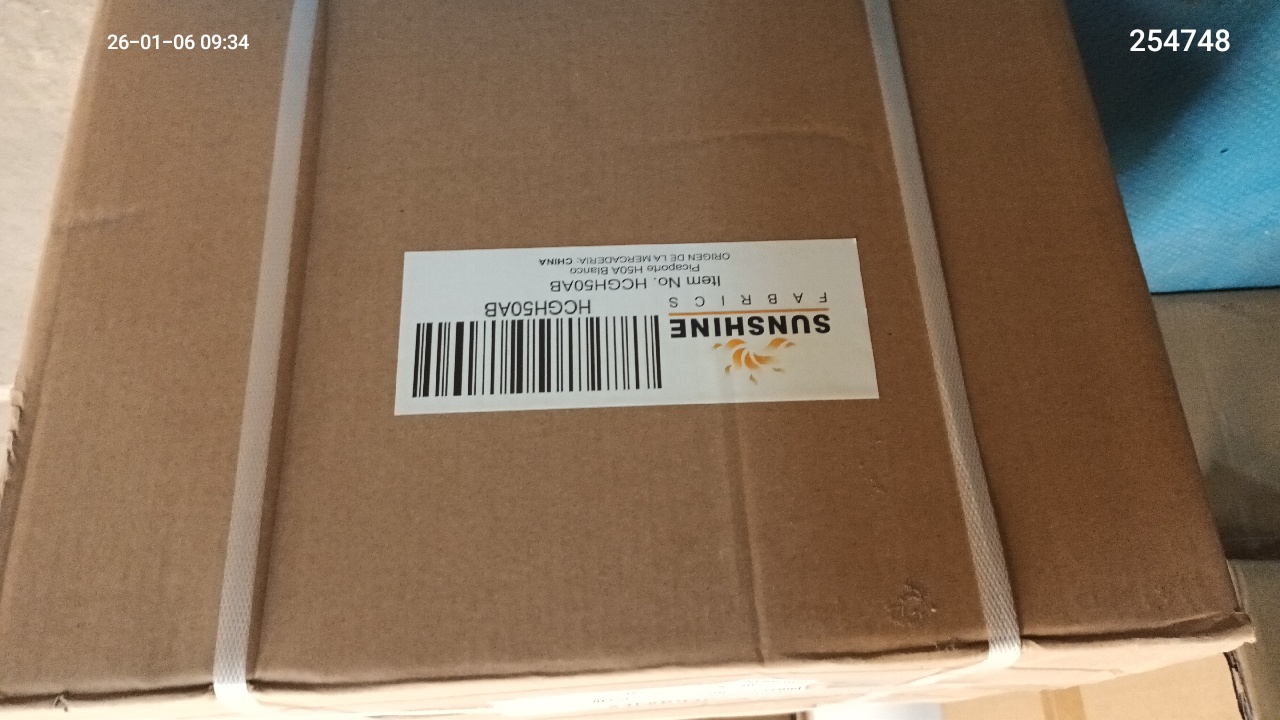 26-01-06 09:34
254748
SUNSHINE
FABRICS
HCGH50AB
Item No. HCGH50AB
Picaporte H50A Blanco
ORIGEN DE LA MERCADERIA: CHINA